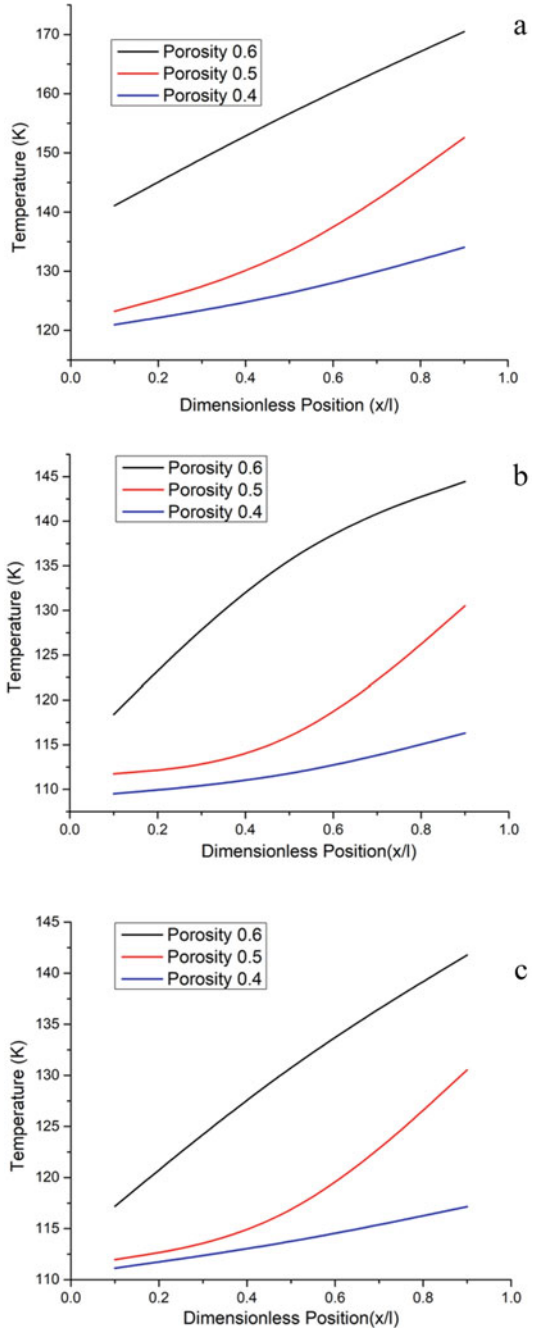 a
170
160
150
140
130
120
Temperature (K)
Porosity 0.6
Porosity 0.5
Porosity 0.4
0.0 0.2 0.4 0.6 0.8 1.0
Dimensionless Position (x/l)
b
145
140
135
130
125
120
115
110
Temperature (K)
Porosity 0.6
Porosity 0.5
Porosity 0.4
0.0 0.2 0.4 0.6 0.8 1.0
Dimensionless Position(x/l)
c
145
140
135
130
125
120
115
110
Temperature (K)
Porosity 0.6
Porosity 0.5
Porosity 0.4
0.0 0.2 0.4 0.6 0.8 1.0
Dimensionless Position(x/l)